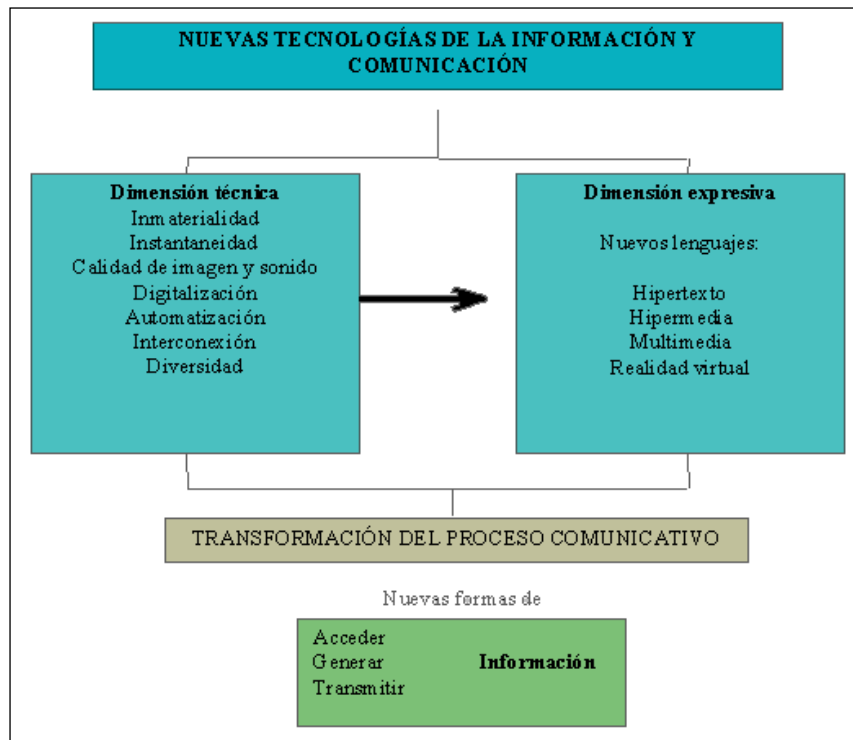 NUEVAS TECNOLOGÍAS DE LA INFORMACIÓN Y
COMUNICACIÓN
Dimensión técnica
Inmaterialidad
Instantaneidad
Calidad de imagen y sonido
Digitalización
Automatización
Interconexión
Diversidad
Dimensión expresiva
Nuevos lenguajes:
Hipertexto
Hipermedia
Multimedia
Realidad virtual
TRANSFORMACIÓN DEL PROCESO COMUNICATIVO
Nuevas formas de
Acceder
Generar
Transmitir
Información